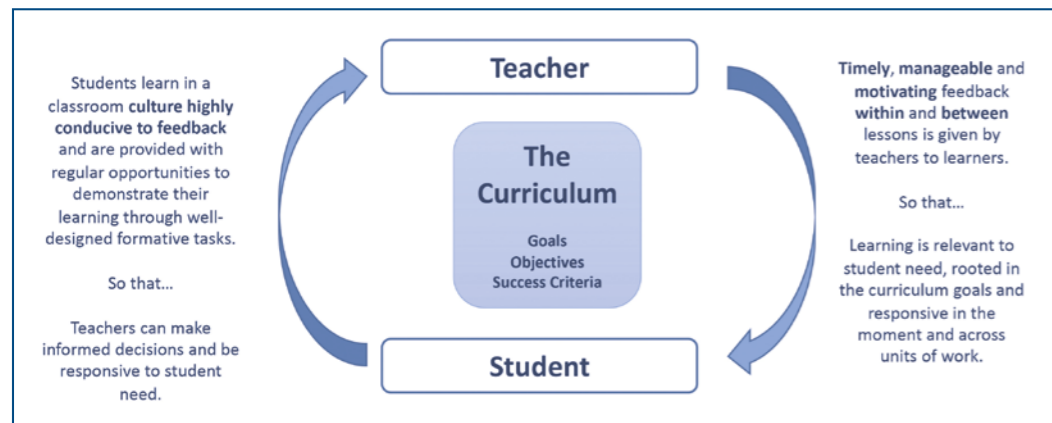 Students learn in a
classroom culture highly
conducive to feedback
and are provided with
regular opportunities to
demonstrate their
learning through well-
designed formative tasks.
So that...
Teachers can make
informed decisions and be
responsive to student
need.
Teacher
The
Curriculum
Goals
Objectives
Success Criteria
Student
Timely, manageable and
motivating feedback
within and between
lessons is given by
teachers to learners.
So that...
Learning is relevant to
student need, rooted in
the curriculum goals and
responsive in the
moment and across
units of work.